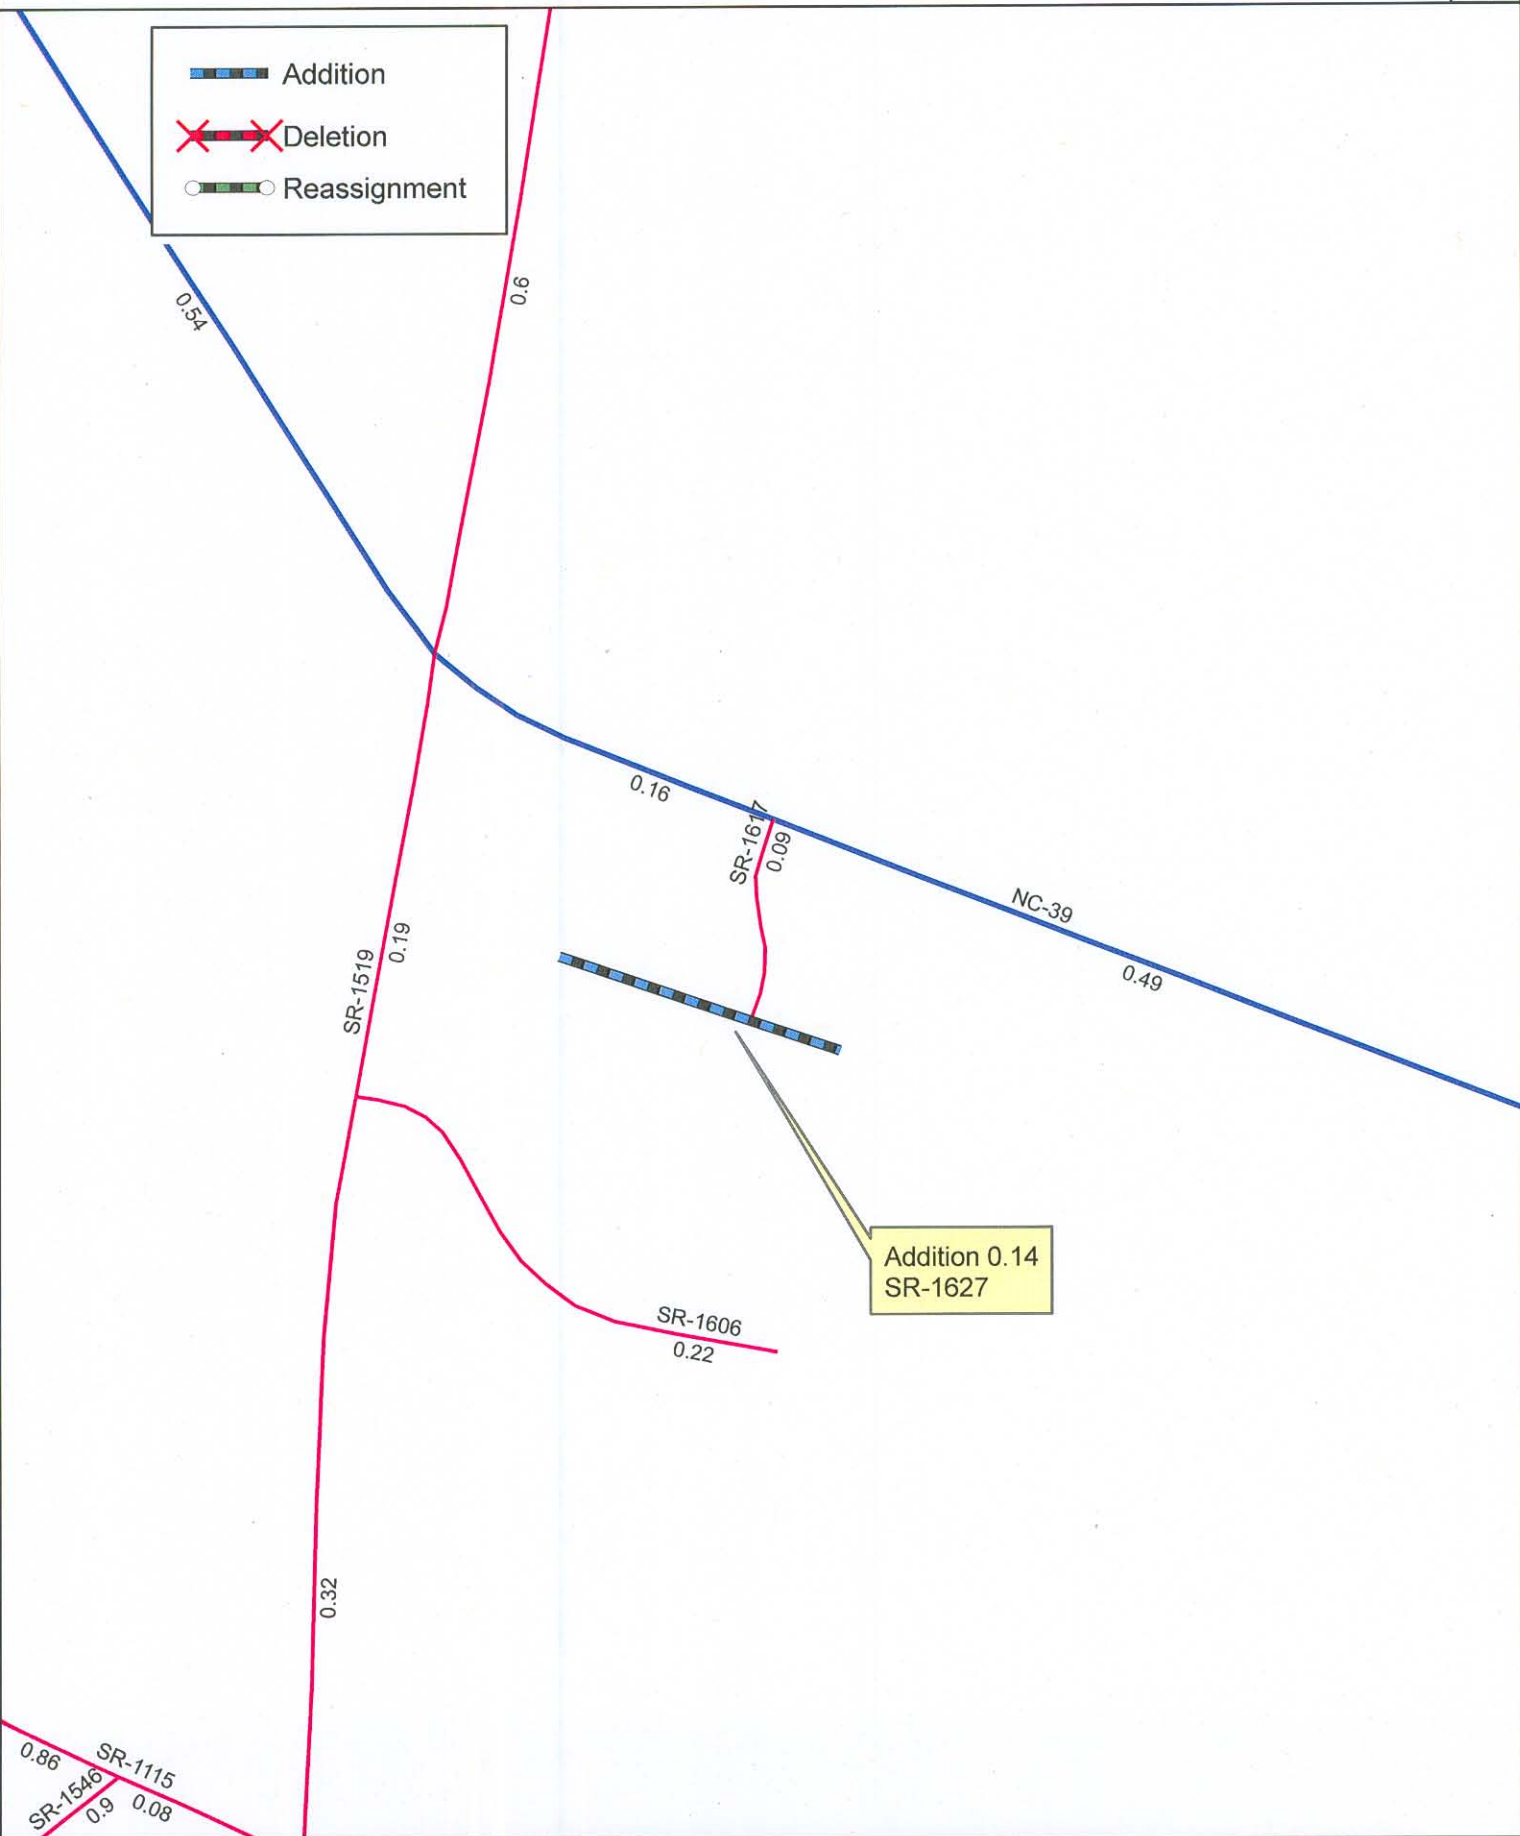 Addition
Deletion
Reassignment
0.6
0.54
0.16
SR-1617
0.09
NC-39
0.49
SR-1519
0.19
Addition 0.14
SR-1627
SR-1606
0.22
0.32
0.86
SR-1115
SR-1546
0.9
0.08